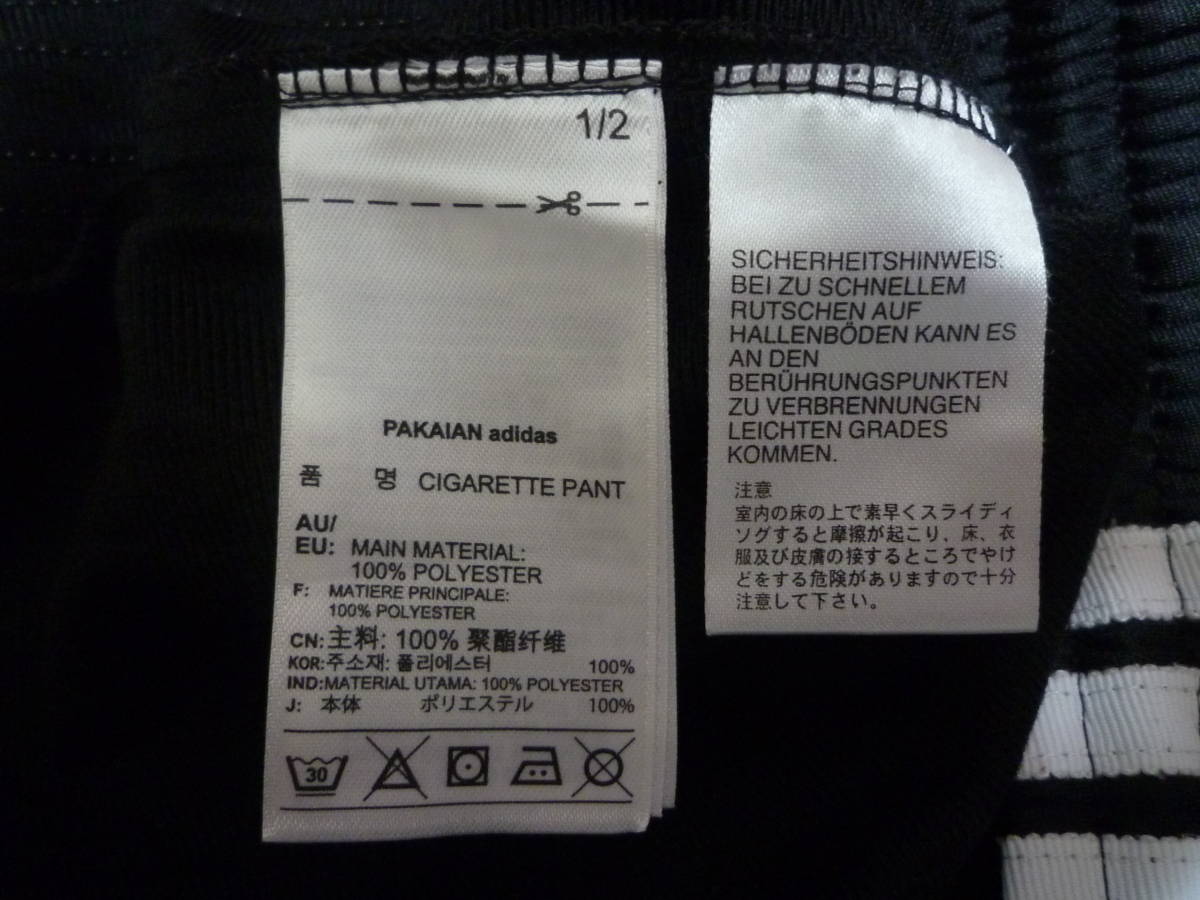 1/2
PAKAIAN adidas
품 명 CIGARETTE PANT
AU/
EU: MAIN MATERIAL:
100% POLYESTER
F: MATIERE PRINCIPALE:
100% POLYESTER
CN: 主料: 100% 聚酯纤维
KOR:주소재: 폴리에스터 100%
IND:MATERIAL UTAMA: 100% POLYESTER
J: 本体 ポリエステル 100%
30
SICHERHEITSHINWEIS:
BEI ZU SCHNELLEM
RUTSCHEN AUF
HALLENBÖDEN KANN ES
AN DEN
BERÜHRUNGSPUNKTEN
ZU VERBRENNUNGEN
LEICHTEN GRADES
KOMMEN.
注意
室内の床の上で素早くスライディ
ソグすると摩擦が起こり、床、衣
服及び皮膚の接するところでやけ
どをする危険がありますので十分
注意して下さい。